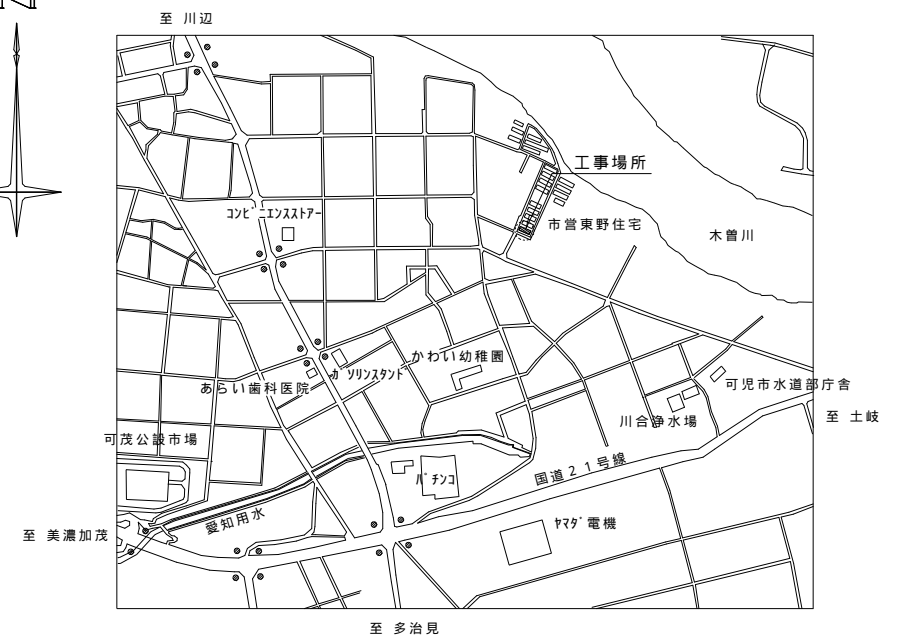 至 川辺
工事場所
コンビニエンスストアー
市営東野住宅
木曽川
かわい幼稚園
ガソリンスタンド
あらい歯科医院
可児市水道部庁舎
至 土岐
川合浄水場
可茂公設市場
国道21号線
パチンコ
愛知用水
ヤマダ電機
至 美濃加茂
至 多治見